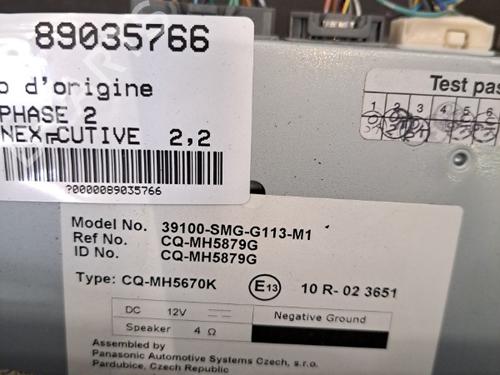 89035766
o d'origine
PHASE 2
2,2
?0000089035766
Test pas
1 2 3 4 5 6
Model No. 39100-SMG-G113-M1
Ref No. CQ-MH5879G
ID No. CQ-MH5879G
Type: CQ-MH5670K E13 10 R- 02 3651
DC 12V Negative Ground
Speaker 4 Ω
Assembled by
Panasonic Automotive Systems Czech, s.r.o.
Pardubice, Czech Republic